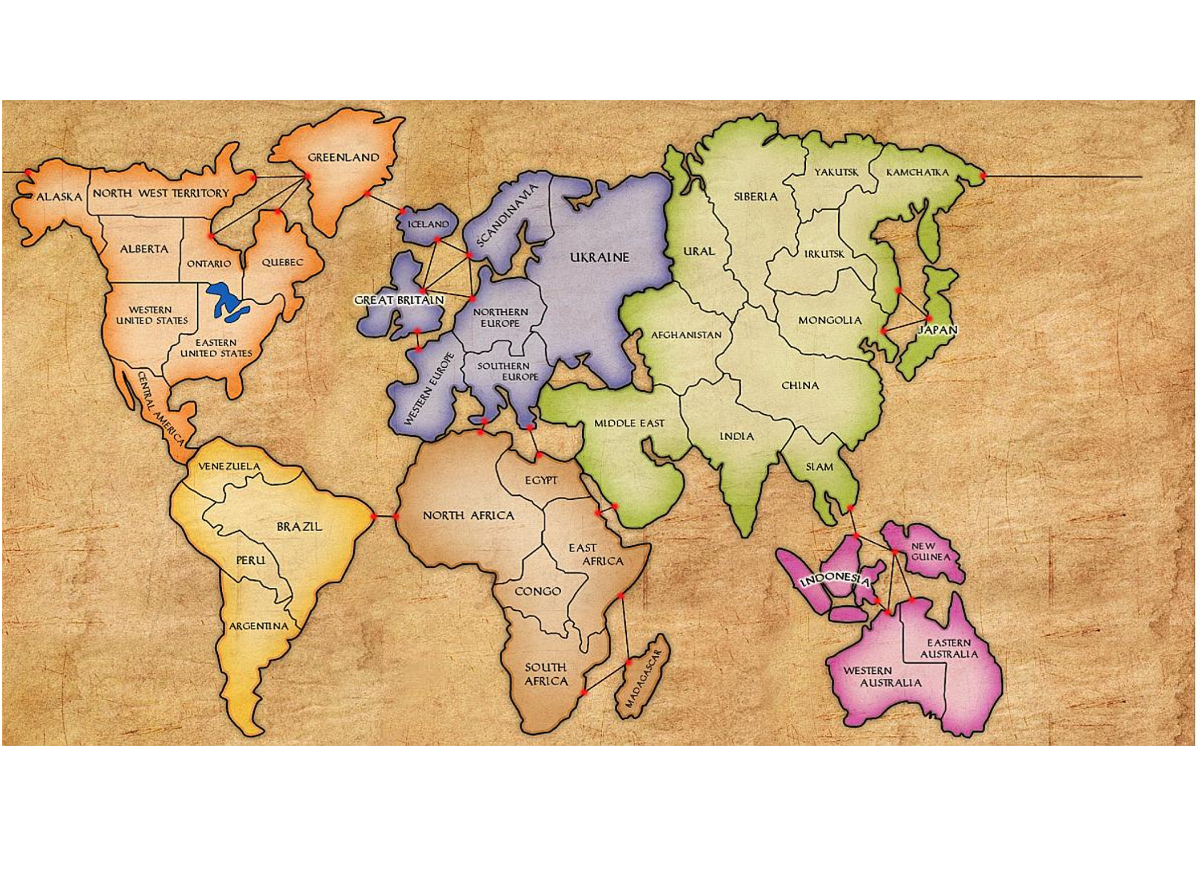 GREENLAND
ALASKA
NORTH WEST TERRITORY
ALBERTA
ONTARIO
QUEBEC
WESTERN
UNITED STATES
EASTERN
UNITED STATES
CENTRAL AMERICA
VENEZUELA
BRAZIL
PERU
ARGENTINA
ICELAND
SCANDINAVIA
UKRAINE
GREAT BRITAIN
NORTHERN
EUROPE
SOUTHERN
EUROPE
WESTERN EUROPE
NORTH AFRICA
EGYPT
EAST
AFRICA
CONGO
SOUTH
AFRICA
MADAGASCAR
SIBERIA
YAKUTSK
KAMCHATKA
URAL
IRKUTSK
MONGOLIA
JAPAN
AFGHANISTAN
CHINA
MIDDLE EAST
INDIA
SIAM
INDONESIA
NEW
GUINEA
WESTERN
AUSTRALIA
EASTERN
AUSTRALIA